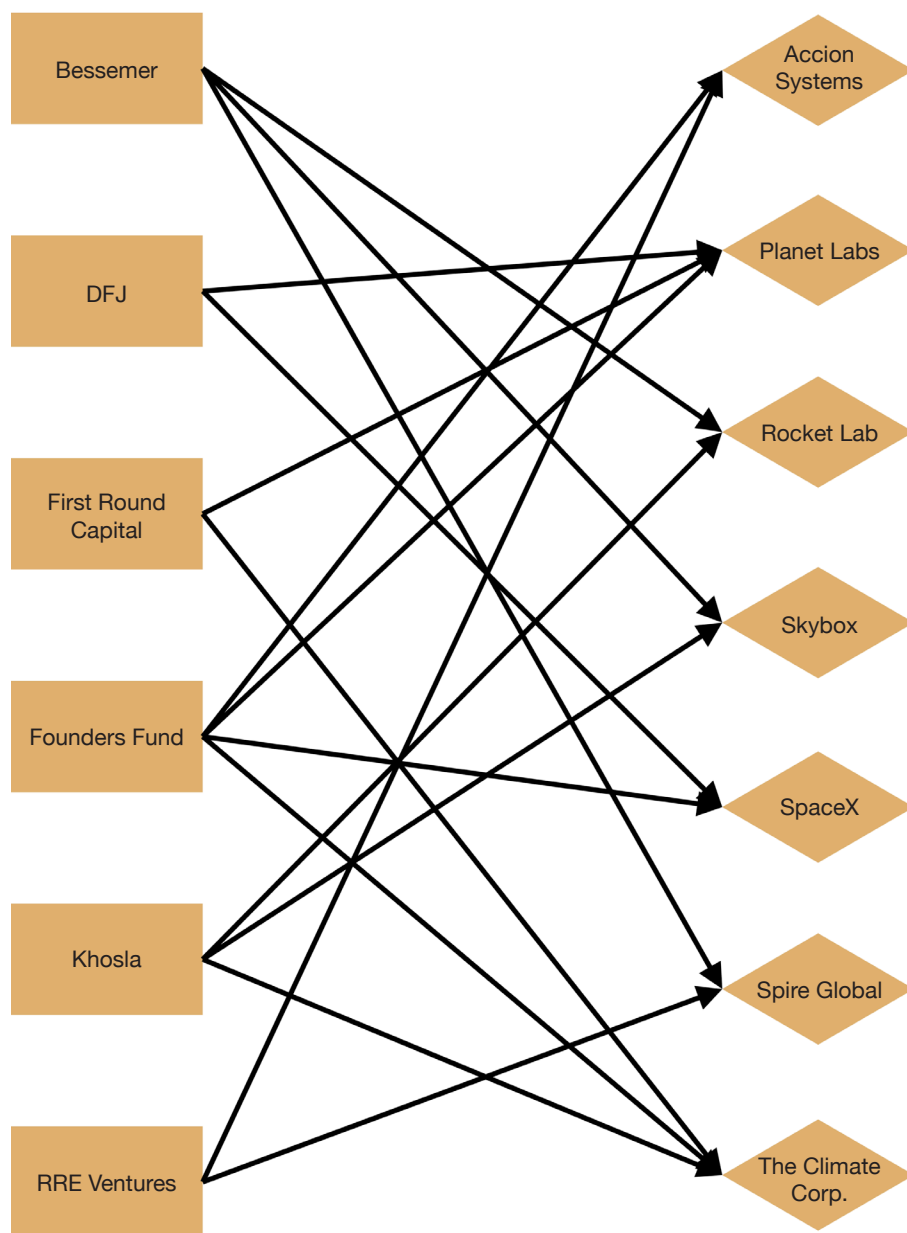 Bessemer
DFJ
First Round
Capital
Founders Fund
Khosla
RRE Ventures
Accion
Systems
Planet Labs
Rocket Lab
Skybox
SpaceX
Spire Global
The Climate
Corp.